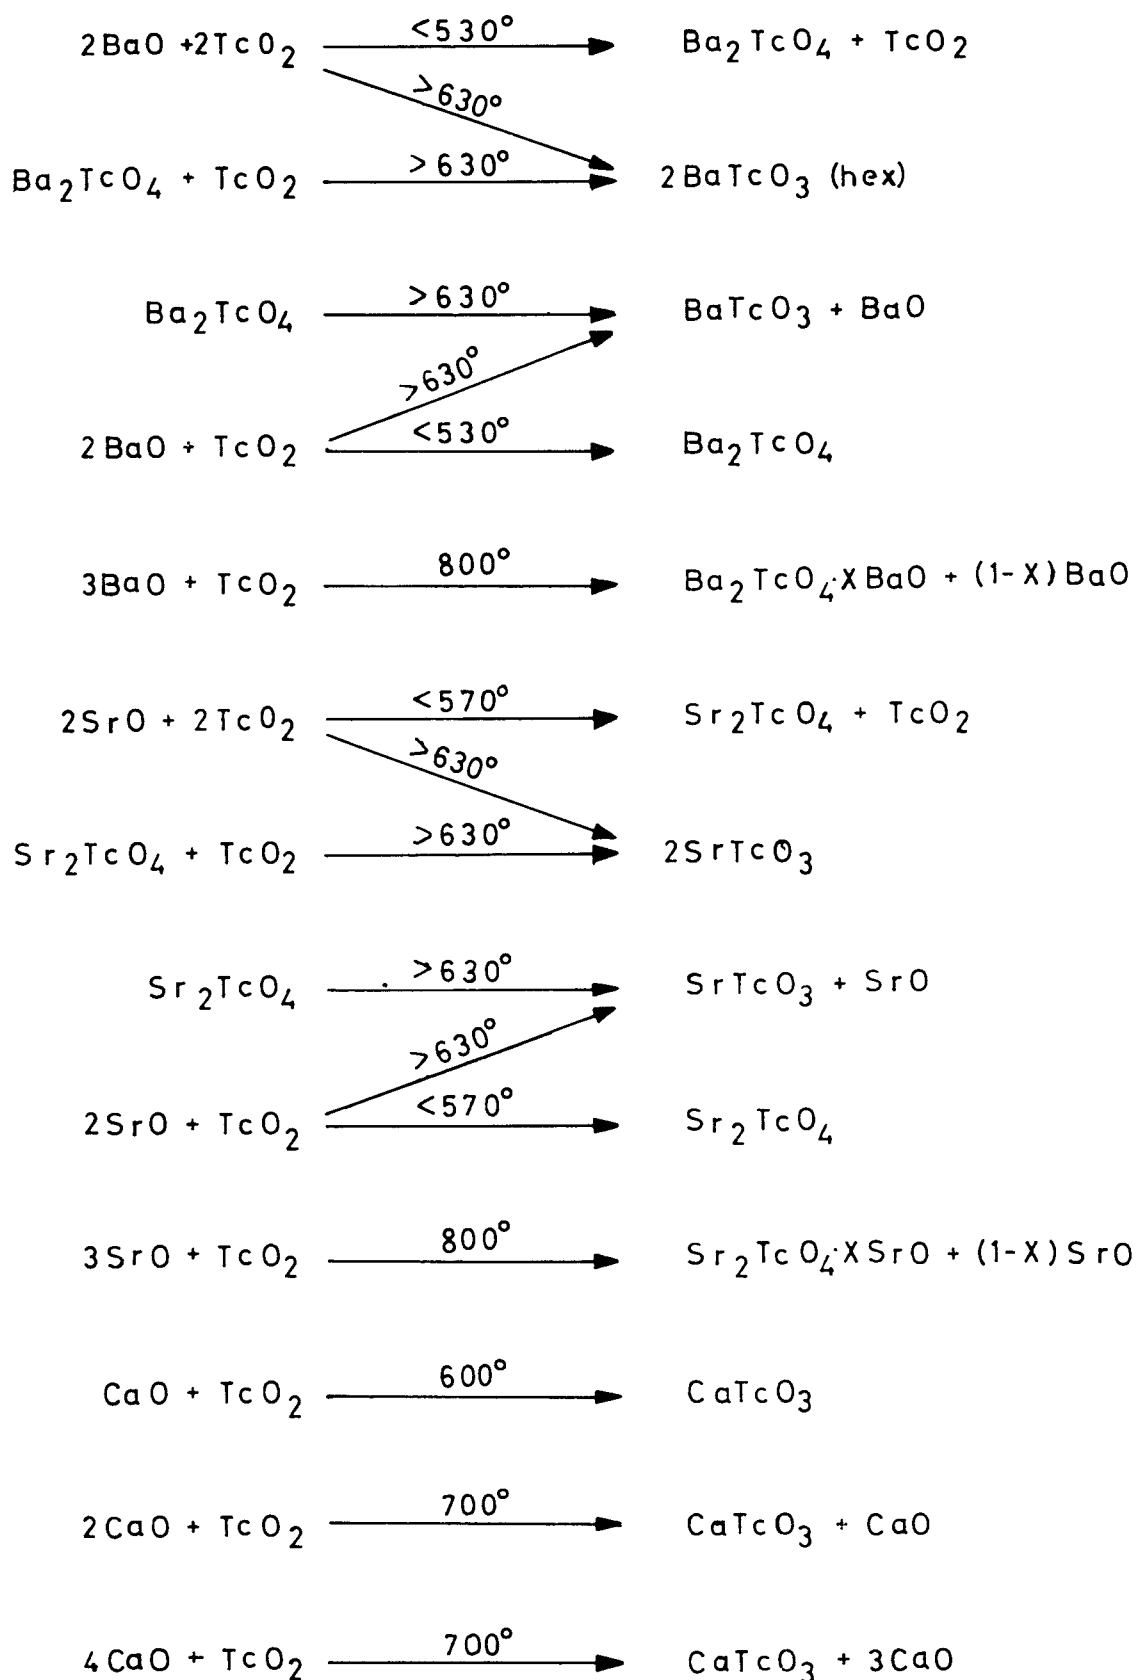 2BaO +2TcO₂ <530° Ba₂TcO₄ + TcO₂
>630°
Ba₂TcO₄ + TcO₂ >630° 2BaTcO₃ (hex)
Ba₂TcO₄ >630° BaTcO₃ + BaO
>630°
2BaO + TcO₂ <530° Ba₂TcO₄
3BaO + TcO₂ 800° Ba₂TcO₄·XBaO + (1-X)BaO
2SrO + 2TcO₂ <570° Sr₂TcO₄ + TcO₂
>630°
Sr₂TcO₄ + TcO₂ >630° 2SrTcO₃
Sr₂TcO₄ >630° SrTcO₃ + SrO
>630°
2SrO + TcO₂ <570° Sr₂TcO₄
3SrO + TcO₂ 800° Sr₂TcO₄·XSrO + (1-X)SrO
CaO + TcO₂ 600° CaTcO₃
2CaO + TcO₂ 700° CaTcO₃ + CaO
4CaO + TcO₂ 700° CaTcO₃ + 3CaO